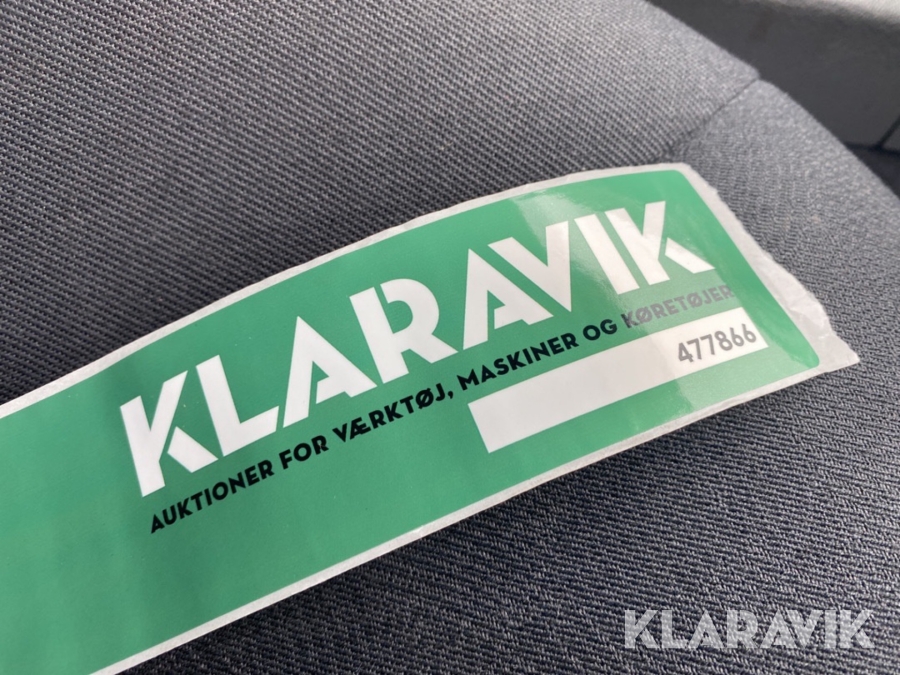 KLARAVIK
AUKTIONER FOR VÆRKTØJ, MASKINER OG KØRETØJER
477866
KLARAVIK